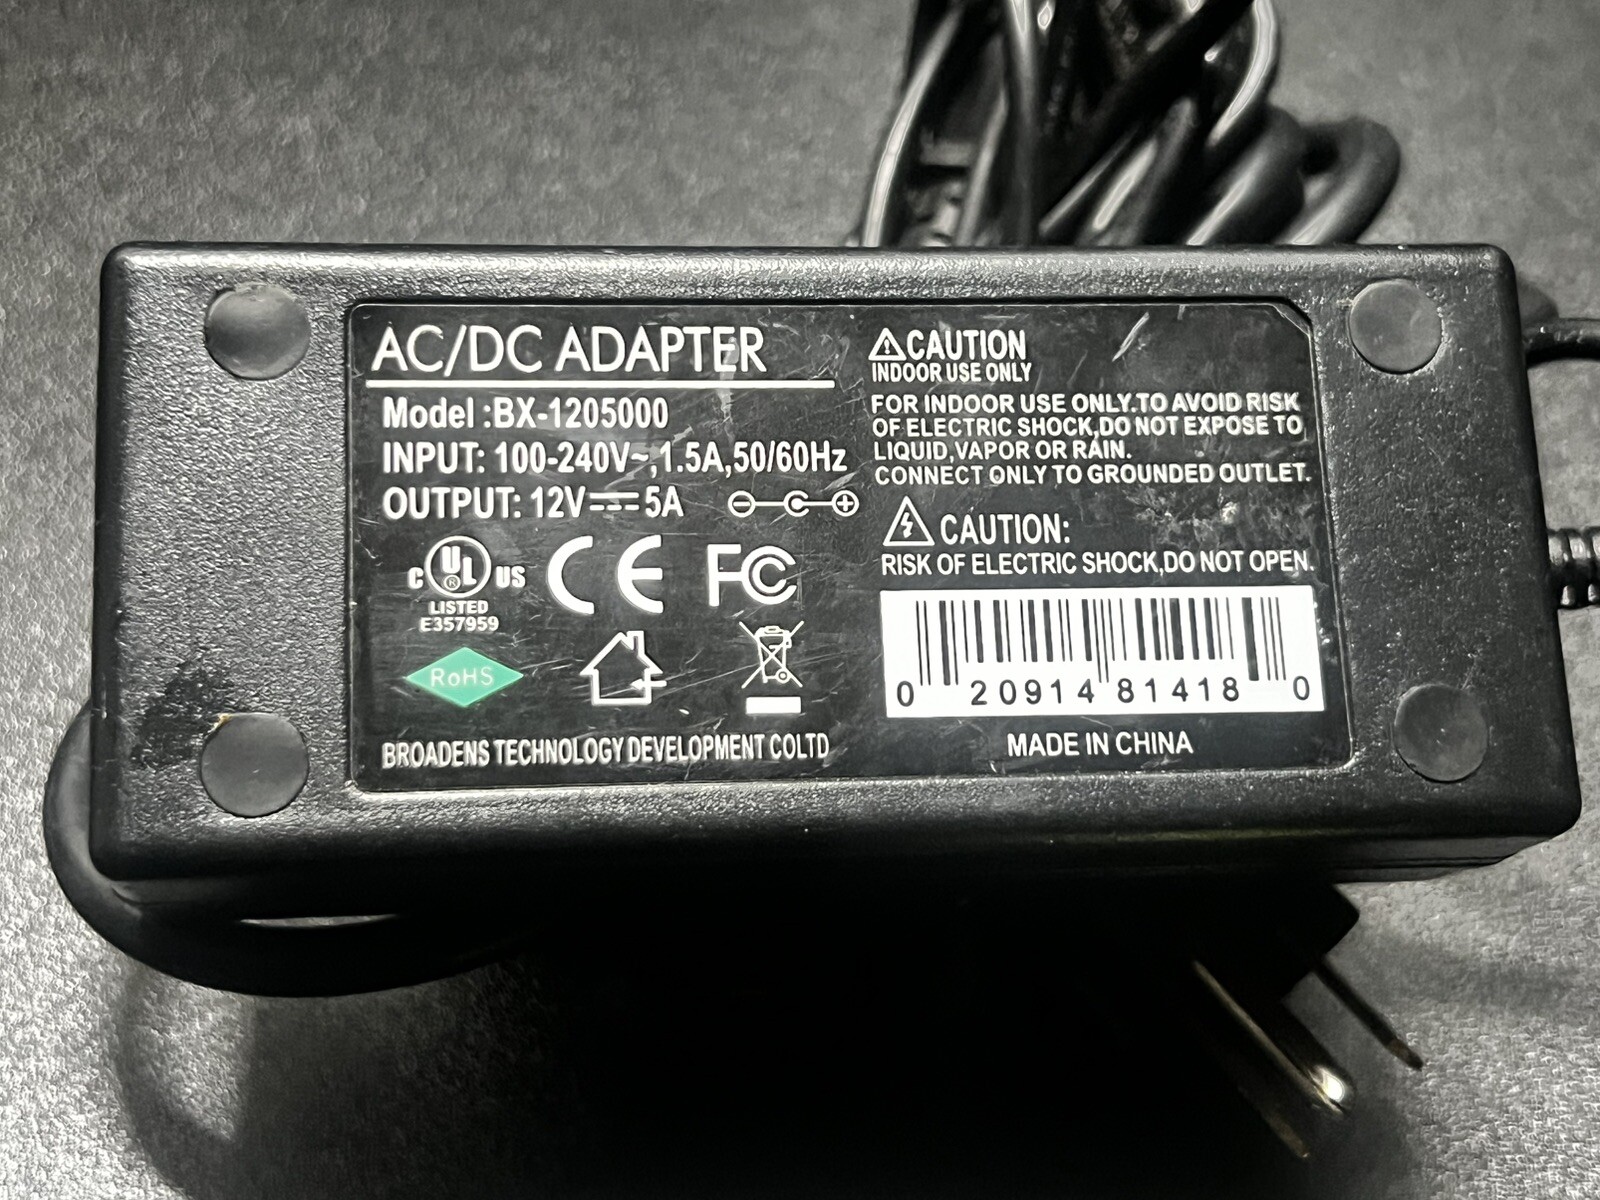 AC/DC ADAPTER
Model :BX-1205000
INPUT: 100-240V~,1.5A,50/60Hz
OUTPUT: 12V⎓5A
C UL ® US
LISTED
E357959
CE
FC
RoHS
BROADENS TECHNOLOGY DEVELOPMENT COLTD
CAUTION
INDOOR USE ONLY
FOR INDOOR USE ONLY.TO AVOID RISK
OF ELECTRIC SHOCK,DO NOT EXPOSE TO
LIQUID,VAPOR OR RAIN.
CONNECT ONLY TO GROUNDED OUTLET.
CAUTION:
RISK OF ELECTRIC SHOCK,DO NOT OPEN.
0 20914 81418 0
MADE IN CHINA